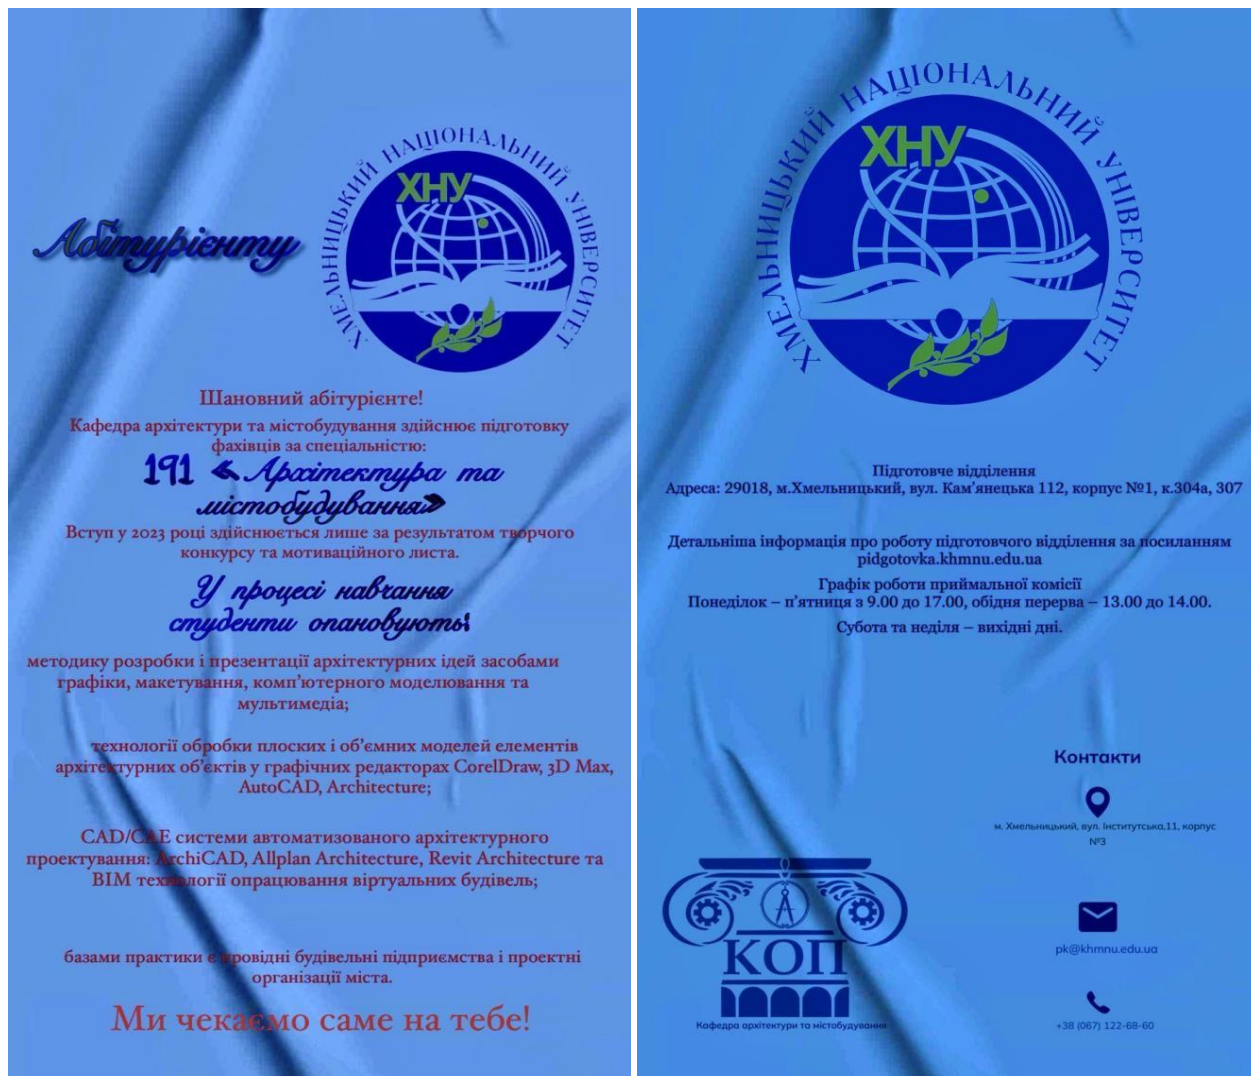 Абітурієнту
ХМЕЛЬНИЦЬКИЙ НАЦІОНАЛЬНИЙ УНІВЕРСИТЕТ
ХНУ
Шановний абітурієнте!
Кафедра архітектури та містобудування здійснює підготовку
фахівців за спеціальністю:
191 «Архітектура та
містобудування»
Вступ у 2023 році здійснюється лише за результатом творчого
конкурсу та мотиваційного листа.
У процесі навчання
студенти опановують:
методику розробки і презентації архітектурних ідей засобами
графіки, макетування, комп'ютерного моделювання та
мультимедіа;
технології обробки плоских і об'ємних моделей елементів
архітектурних об'єктів у графічних редакторах CorelDraw, 3D Max,
AutoCAD, Architecture;
CAD/CAE системи автоматизованого архітектурного
проектування: ArchiCAD, Allplan Architecture, Revit Architecture та
BIM технології опрацювання віртуальних будівель;
базами практики є провідні будівельні підприємства і проектні
організації міста.
Ми чекаємо саме на тебе!
ХМЕЛЬНИЦЬКИЙ НАЦІОНАЛЬНИЙ УНІВЕРСИТЕТ
ХНУ
Підготовче відділення
Адреса: 29018, м.Хмельницький, вул. Кам'янецька 112, корпус №1, к.304а, 307
Детальніша інформація про роботу підготовчого відділення за посиланням
pidgotovka.khmnu.edu.ua
Графік роботи приймальної комісії
Понеділок – п'ятниця з 9.00 до 17.00, обідня перерва – 13.00 до 14.00.
Субота та неділя – вихідні дні.
Контакти
м. Хмельницький, вул. Інститутська,11, корпус
№3
pk@khmnu.edu.ua
+38 (067) 122-68-60
КОП
Кафедра архітектури та містобудування